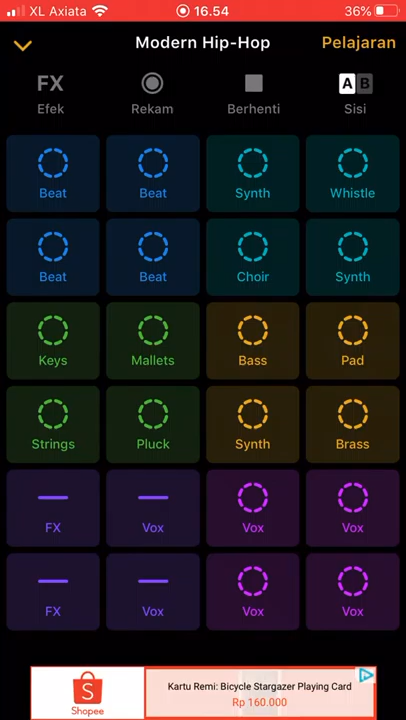 XL Axiata 16.54 36%
Modern Hip-Hop Pelajaran
FX A B
Efek Rekam Berhenti Sisi
Beat Beat Synth Whistle
Beat Beat Choir Synth
Keys Mallets Bass Pad
Strings Pluck Synth Brass
FX Vox Vox Vox
FX Vox Vox Vox
S
Shopee
Kartu Remi: Bicycle Stargazer Playing Card
Rp 160.000